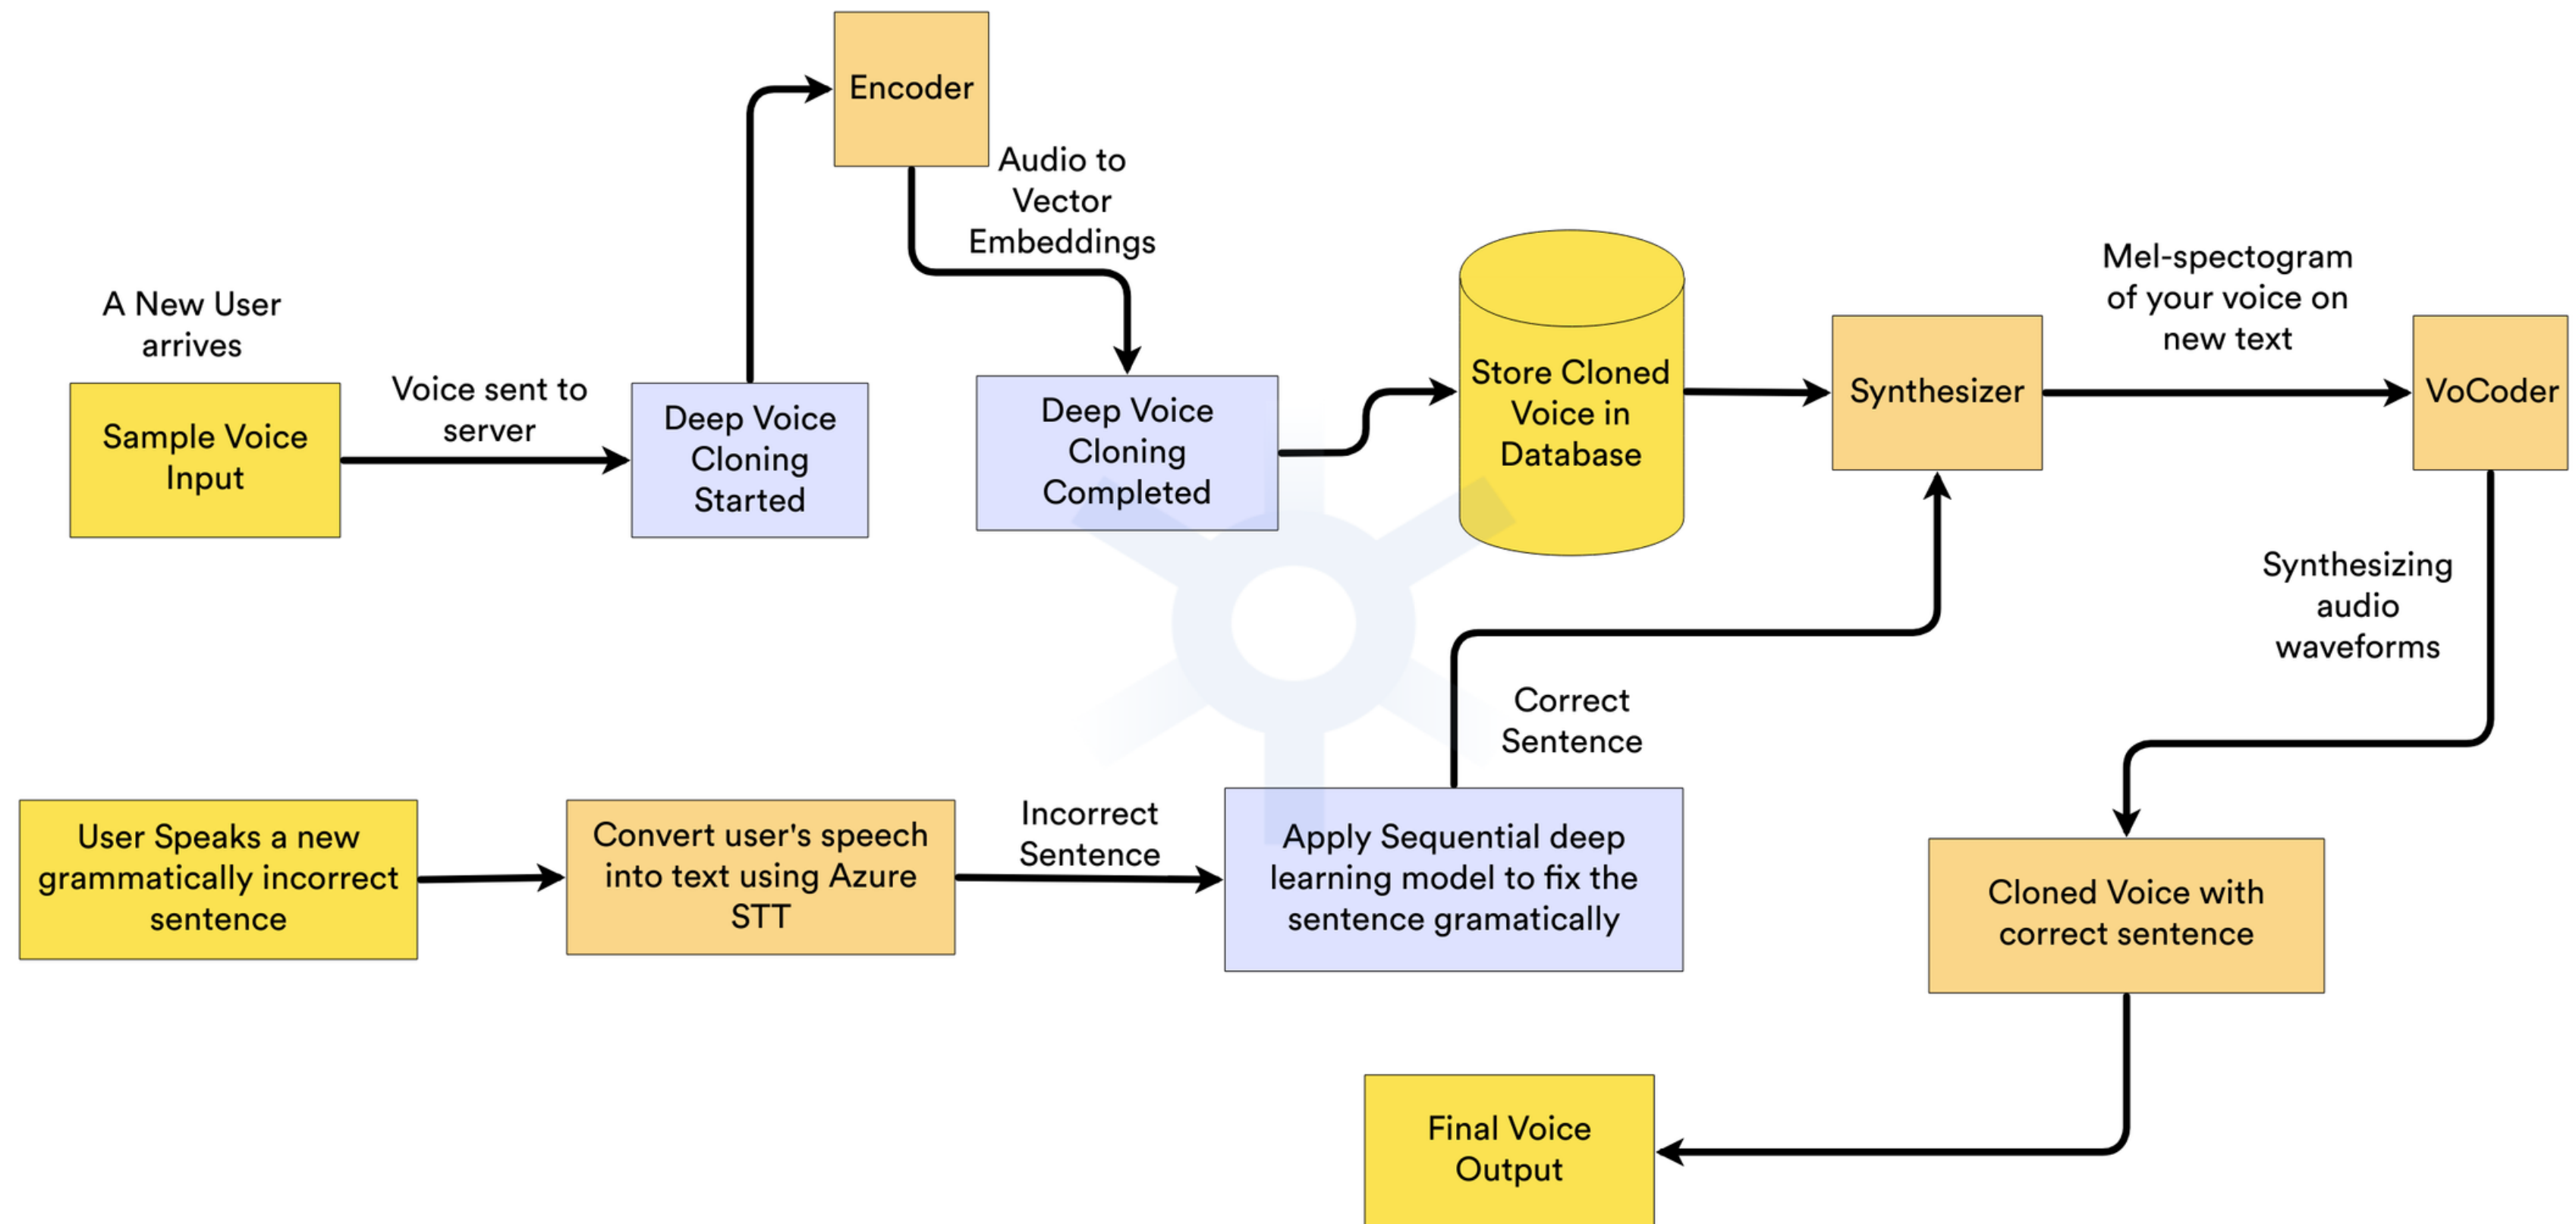 Encoder
Audio to
Vector
Embeddings
A New User
arrives
Sample Voice
Input
Voice sent to
server
Deep Voice
Cloning
Started
Deep Voice
Cloning
Completed
Store Cloned
Voice in
Database
Synthesizer
Mel-spectogram
of your voice on
new text
VoCoder
Synthesizing
audio
waveforms
Correct
Sentence
User Speaks a new
grammatically incorrect
sentence
Convert user's speech
into text using Azure
STT
Incorrect
Sentence
Apply Sequential deep
learning model to fix the
sentence gramatically
Cloned Voice with
correct sentence
Final Voice
Output